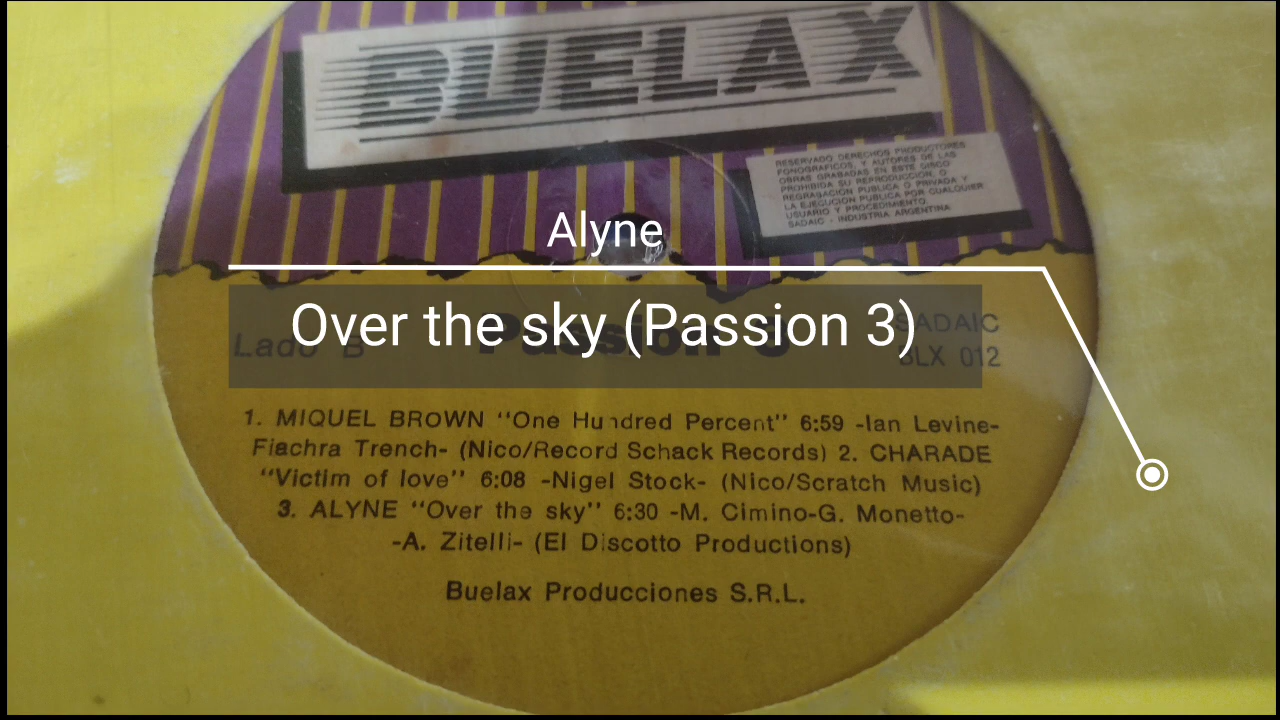 BUELAX
RESERVADO DERECHOS PRODUCTORES
FONOGRAFICOS, Y AUTORES DE LAS
OBRAS GRABADAS EN ESTE DISCO
PROHIBIDA SU REPRODUCCION, O
REGRABACION PUBLICA O PRIVADA Y
LA EJECUCION PUBLICA POR CUALQUIER
USUARIO Y PROCEDIMIENTO.
SADAIC - INDUSTRIA ARGENTINA
Alyne
Over the sky (Passion 3)
Lado B
Passion 3
SADAIC
BLX 012
1. MIQUEL BROWN "One Hundred Percent" 6:59 -Ian Levine-
Fiachra Trench- (Nico/Record Schack Records) 2. CHARADE
"Victim of love" 6:08 -Nigel Stock- (Nico/Scratch Music)
3. ALYNE "Over the sky" 6:30 -M. Cimino-G. Monetto-
-A. Zitelli- (El Discotto Productions)
Buelax Producciones S.R.L.